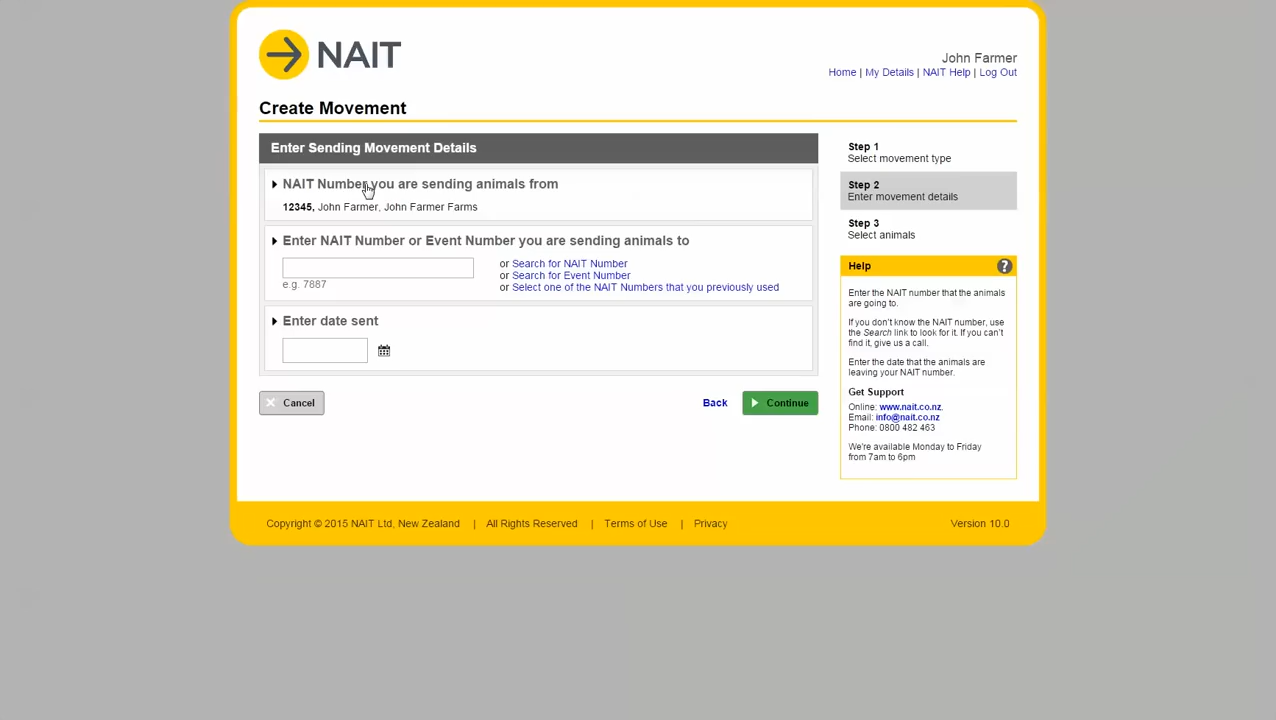 NAIT
John Farmer
Home | My Details | NAIT Help | Log Out
Create Movement
Enter Sending Movement Details
NAIT Number you are sending animals from
12345, John Farmer, John Farmer Farms
Enter NAIT Number or Event Number you are sending animals to
e.g. 7887
or Search for NAIT Number
or Search for Event Number
or Select one of the NAIT Numbers that you previously used
Enter date sent
Cancel
Back
Continue
Step 1
Select movement type
Step 2
Enter movement details
Step 3
Select animals
Help ?
Enter the NAIT number that the animals
are going to.
If you don't know the NAIT number, use
the Search link to look for it. If you can't
find it, give us a call.
Enter the date that the animals are
leaving your NAIT number.
Get Support
Online: www.nait.co.nz.
Email: info@nait.co.nz
Phone: 0800 482 463
We're available Monday to Friday
from 7am to 6pm
Copyright © 2015 NAIT Ltd, New Zealand | All Rights Reserved | Terms of Use | Privacy
Version 10.0